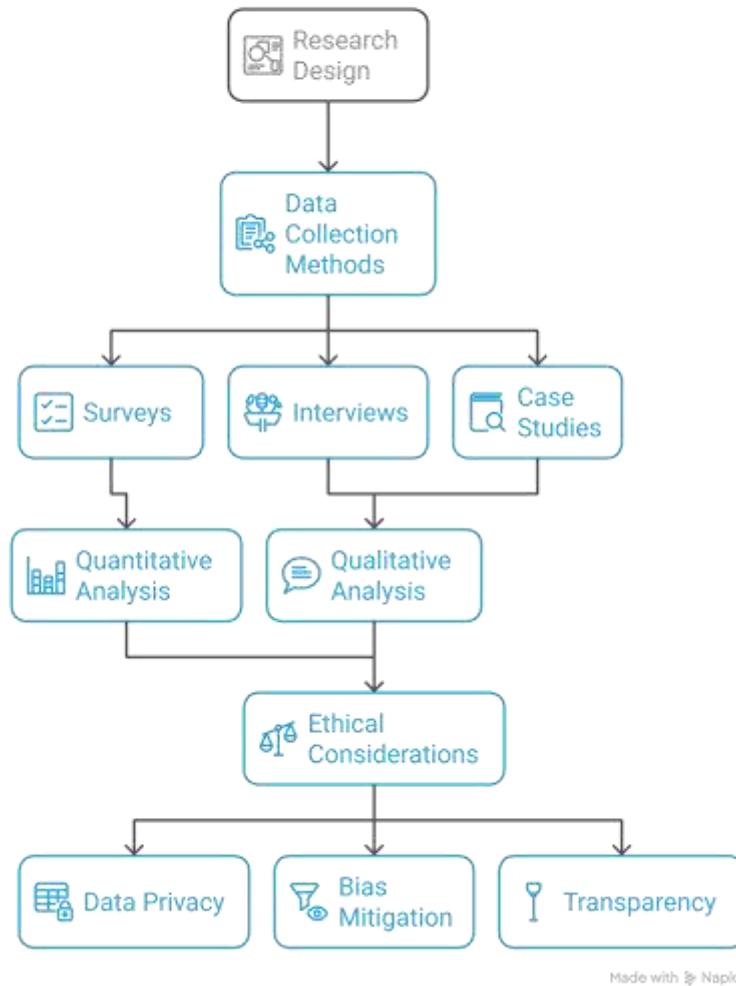 Research
Design
Data
Collection
Methods
Surveys
Interviews
Case
Studies
Quantitative
Analysis
Qualitative
Analysis
Ethical
Considerations
Data Privacy
Bias
Mitigation
Transparency
Made with